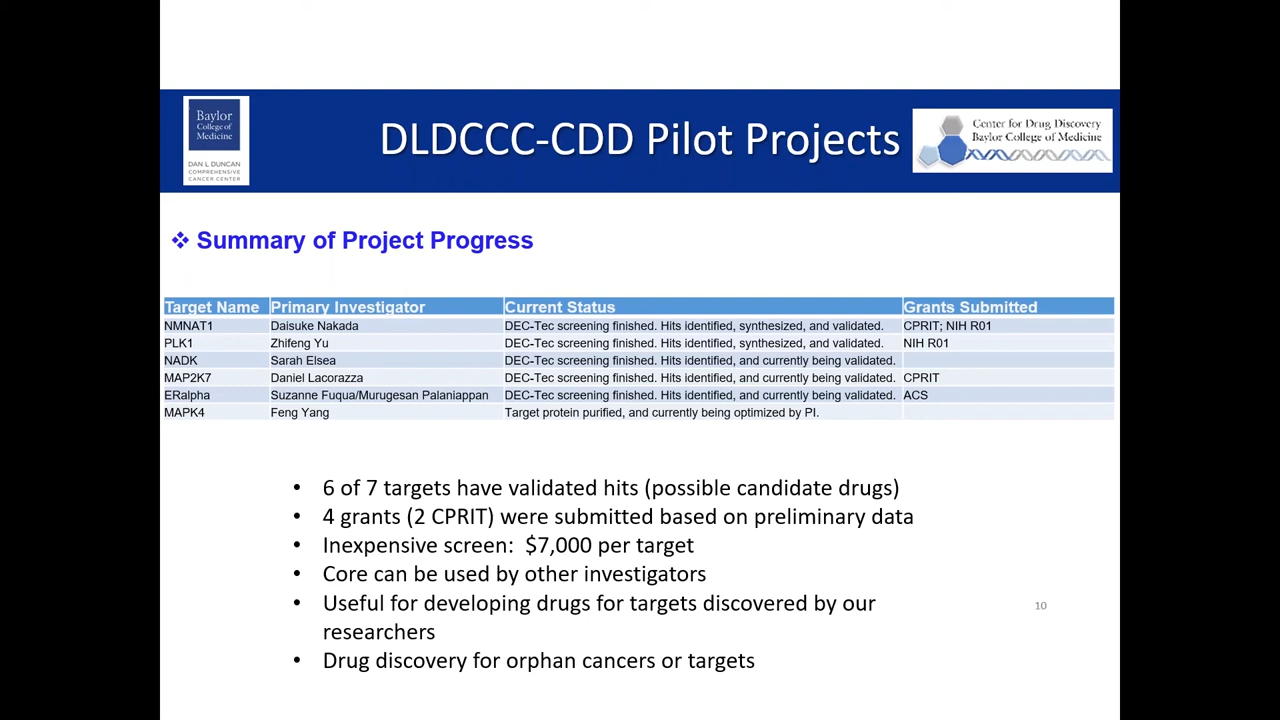 Baylor
College of
Medicine
DAN L DUNCAN
COMPREHENSIVE
CANCER CENTER
DLDCCC-CDD Pilot Projects
Center for Drug Discovery
Baylor College of Medicine
❖ Summary of Project Progress
Target Name Primary Investigator Current Status Grants Submitted
NMNAT1 Daisuke Nakada DEC-Tec screening finished. Hits identified, synthesized, and validated. CPRIT; NIH R01
PLK1 Zhifeng Yu DEC-Tec screening finished. Hits identified, synthesized, and validated. NIH R01
NADK Sarah Elsea DEC-Tec screening finished. Hits identified, and currently being validated.
MAP2K7 Daniel Lacorazza DEC-Tec screening finished. Hits identified, and currently being validated. CPRIT
ERalpha Suzanne Fuqua/Murugesan Palaniappan DEC-Tec screening finished. Hits identified, and currently being validated. ACS
MAPK4 Feng Yang Target protein purified, and currently being optimized by PI.
• 6 of 7 targets have validated hits (possible candidate drugs)
• 4 grants (2 CPRIT) were submitted based on preliminary data
• Inexpensive screen: $7,000 per target
• Core can be used by other investigators
• Useful for developing drugs for targets discovered by our
researchers
• Drug discovery for orphan cancers or targets
10